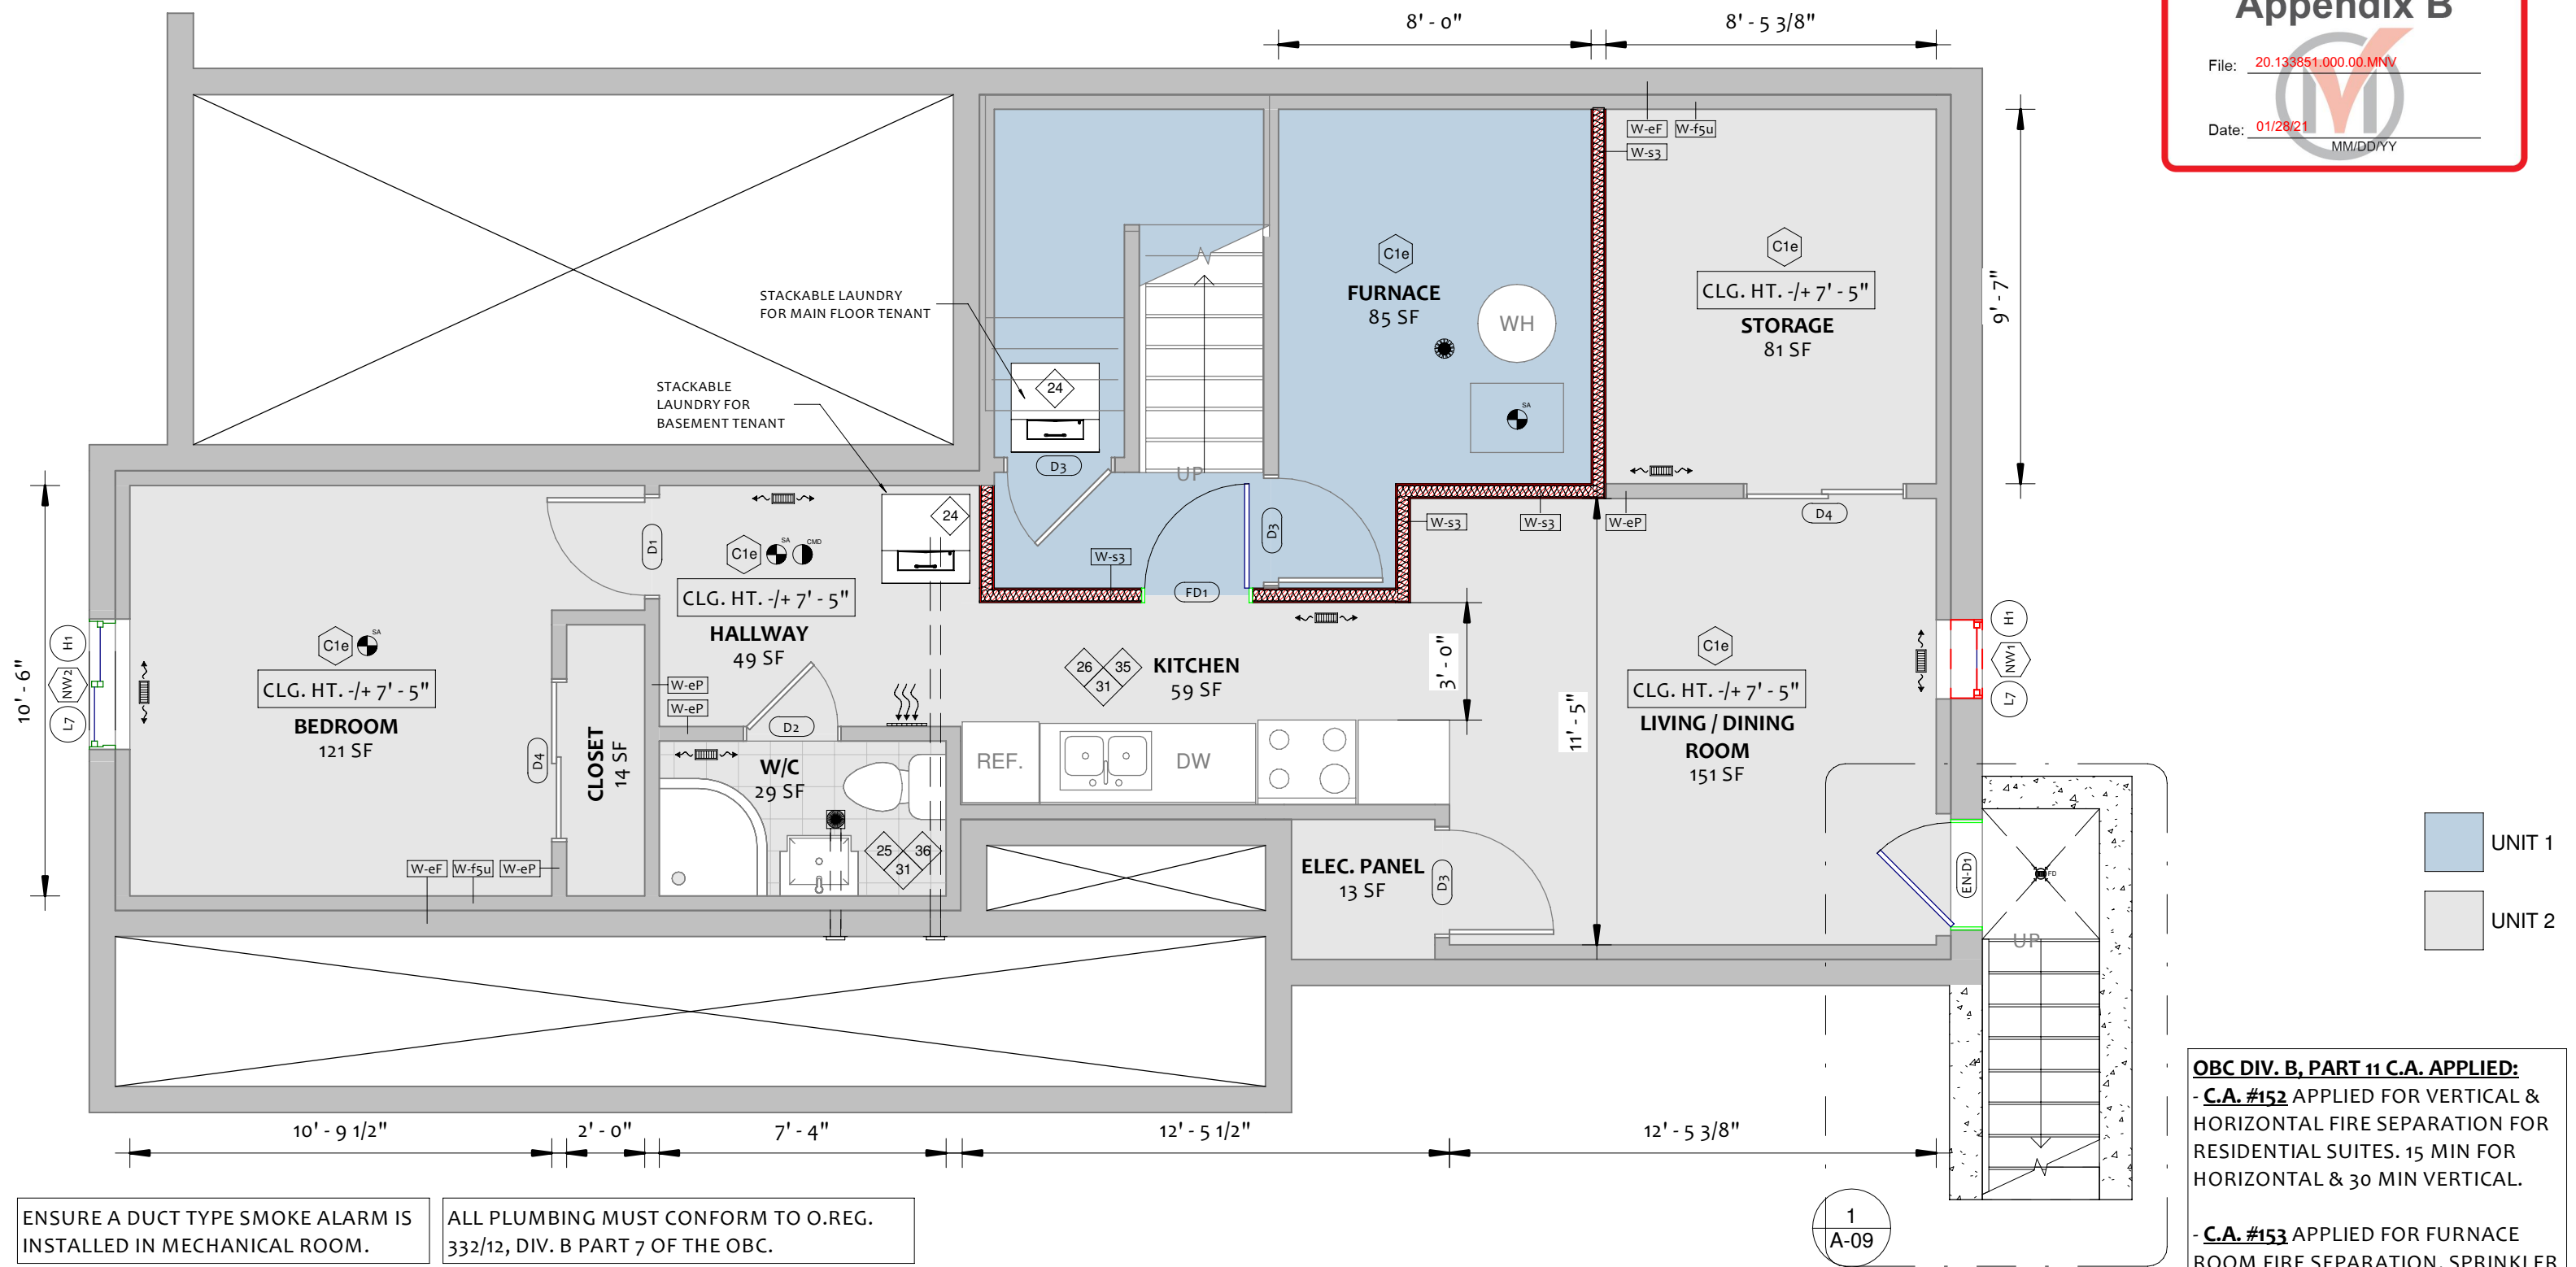 Appendix B
File: 20.133851.000.00.MNV
Date: 01/28/21
MM/DD/YY
8' - 0"
8' - 5 3/8"
W-eF
W-f5u
W-s3
C1e
FURNACE
85 SF
WH
SA
C1e
CLG. HT. -/+ 7' - 5"
STORAGE
81 SF
9' - 7"
STACKABLE LAUNDRY
FOR MAIN FLOOR TENANT
24
D3
UP
STACKABLE
LAUNDRY FOR
BASEMENT TENANT
24
D1
C1e
SA
CMD
CLG. HT. -/+ 7' - 5"
HALLWAY
49 SF
W-s3
FD1
D3
W-s3
W-s3
W-eP
D4
10' - 6"
H1
NW2
L7
C1e
SA
CLG. HT. -/+ 7' - 5"
BEDROOM
121 SF
D4
CLOSET
14 SF
W-eP
W-eP
D2
W/C
29 SF
25
36
31
26
35
31
KITCHEN
59 SF
3' - 0"
11' - 5"
REF.
DW
C1e
CLG. HT. -/+ 7' - 5"
LIVING / DINING
ROOM
151 SF
H1
NW1
L7
W-eF
W-f5u
W-eP
ELEC. PANEL
13 SF
D3
EN-D1
FD
UP
UNIT 1
UNIT 2
10' - 9 1/2"
2' - 0"
7' - 4"
12' - 5 1/2"
12' - 5 3/8"
ENSURE A DUCT TYPE SMOKE ALARM IS
INSTALLED IN MECHANICAL ROOM.
ALL PLUMBING MUST CONFORM TO O.REG.
332/12, DIV. B PART 7 OF THE OBC.
1
A-09
OBC DIV. B, PART 11 C.A. APPLIED:
- C.A. #152 APPLIED FOR VERTICAL &
HORIZONTAL FIRE SEPARATION FOR
RESIDENTIAL SUITES. 15 MIN FOR
HORIZONTAL & 30 MIN VERTICAL.
- C.A. #153 APPLIED FOR FURNACE
ROOM FIRE SEPARATION. SPRINKLER